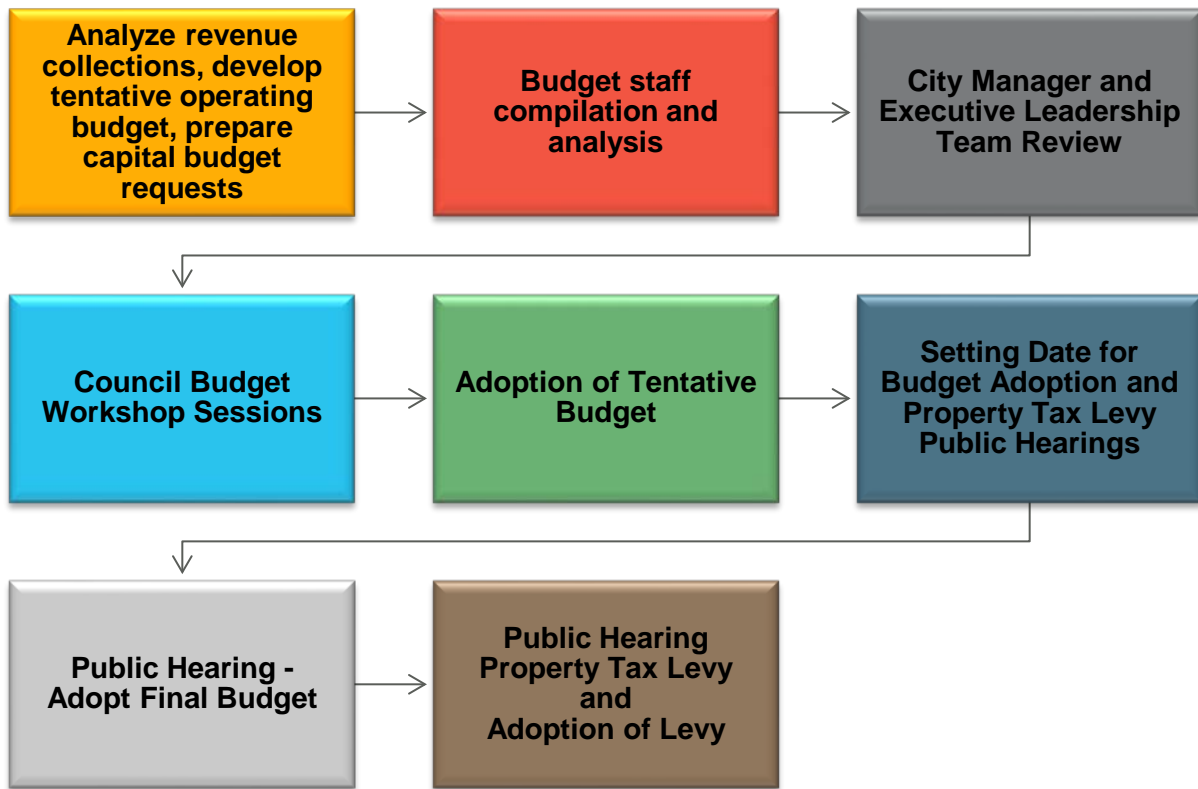 Analyze revenue
collections, develop
tentative operating
budget, prepare
capital budget
requests
Budget staff
compilation and
analysis
City Manager and
Executive Leadership
Team Review
Council Budget
Workshop Sessions
Adoption of Tentative
Budget
Setting Date for
Budget Adoption and
Property Tax Levy
Public Hearings
Public Hearing -
Adopt Final Budget
Public Hearing
Property Tax Levy
and
Adoption of Levy